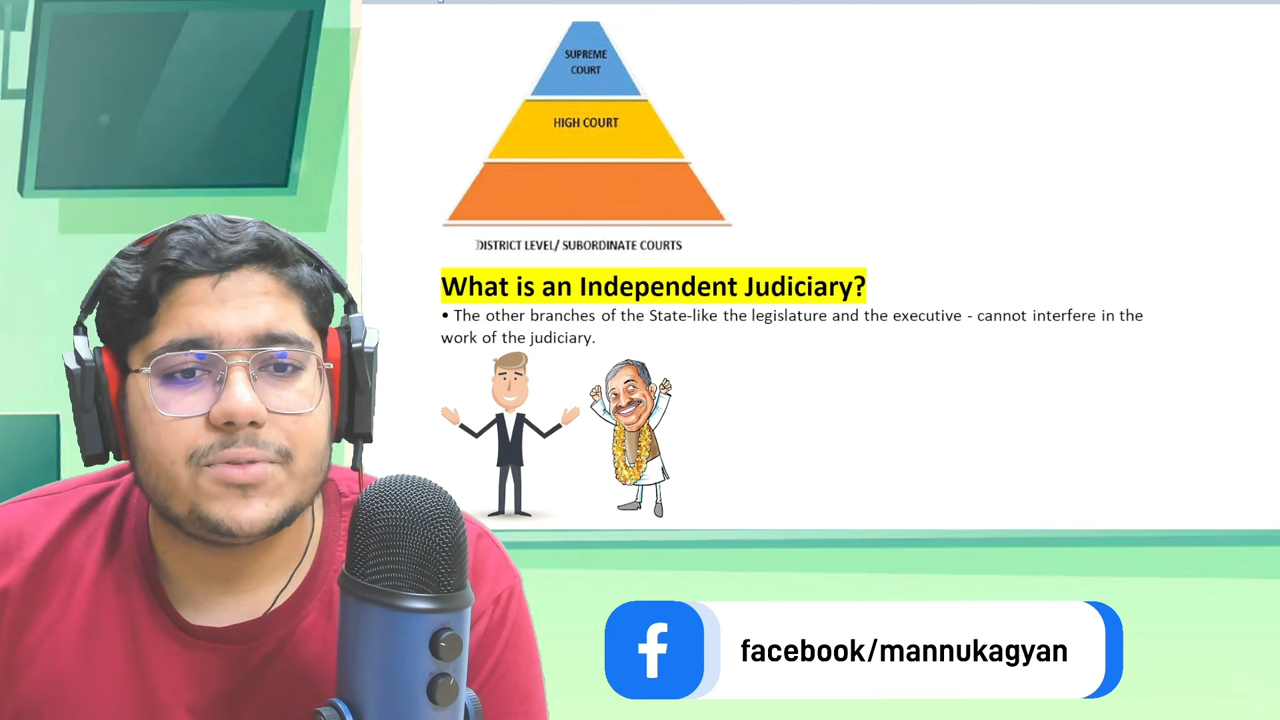 SUPREME
COURT
HIGH COURT
DISTRICT LEVEL/ SUBORDINATE COURTS
What is an Independent Judiciary?
• The other branches of the State-like the legislature and the executive - cannot interfere in the
work of the judiciary.
facebook/mannukagyan